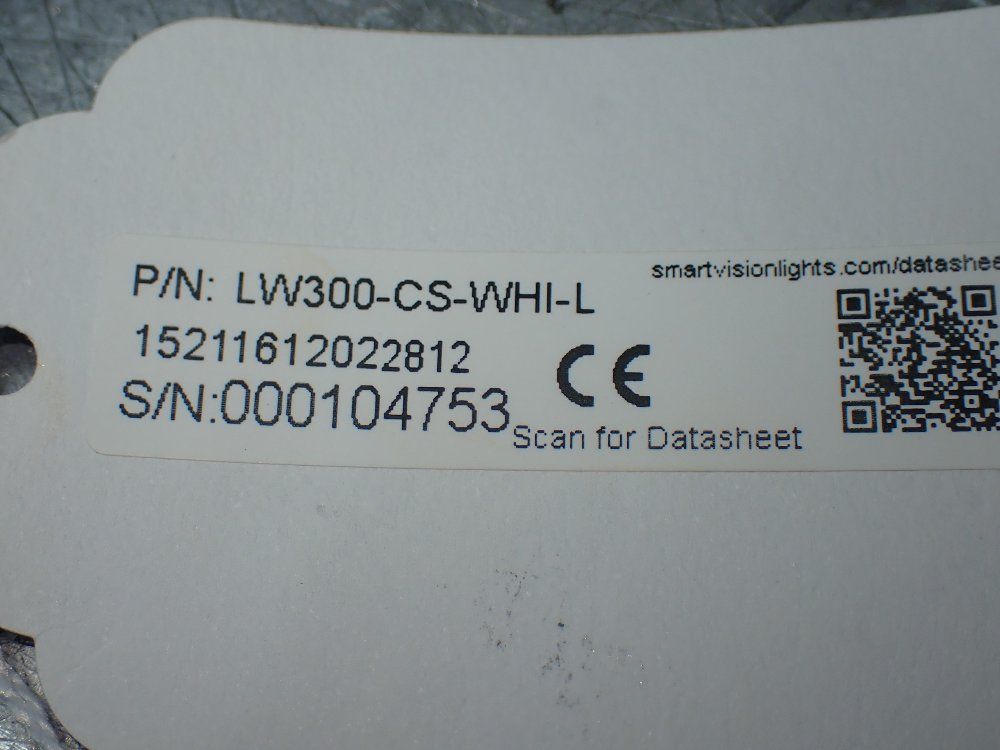 P/N: LW300-CS-WHI-L
15211612022812
S/N:000104753
smartvisionlights.com/datashee
CE
Scan for Datasheet